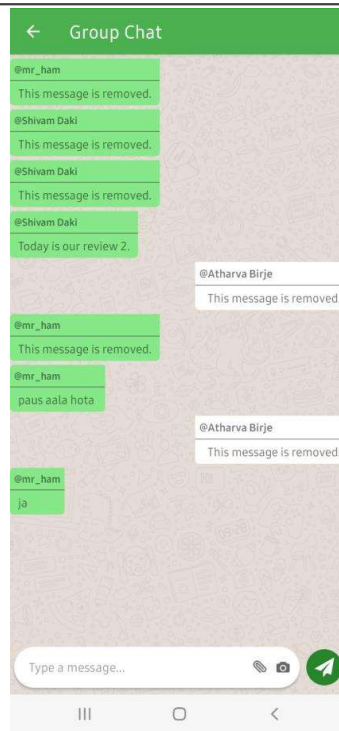 Group Chat
@mr_ham
This message is removed.
@Shivam Daki
This message is removed.
@Shivam Daki
This message is removed.
@Shivam Daki
Today is our review 2.
@Atharva Birje
This message is removed.
@mr_ham
This message is removed.
@mr_ham
paus aala hota
@Atharva Birje
This message is removed.
@mr_ham
ja
Type a message...